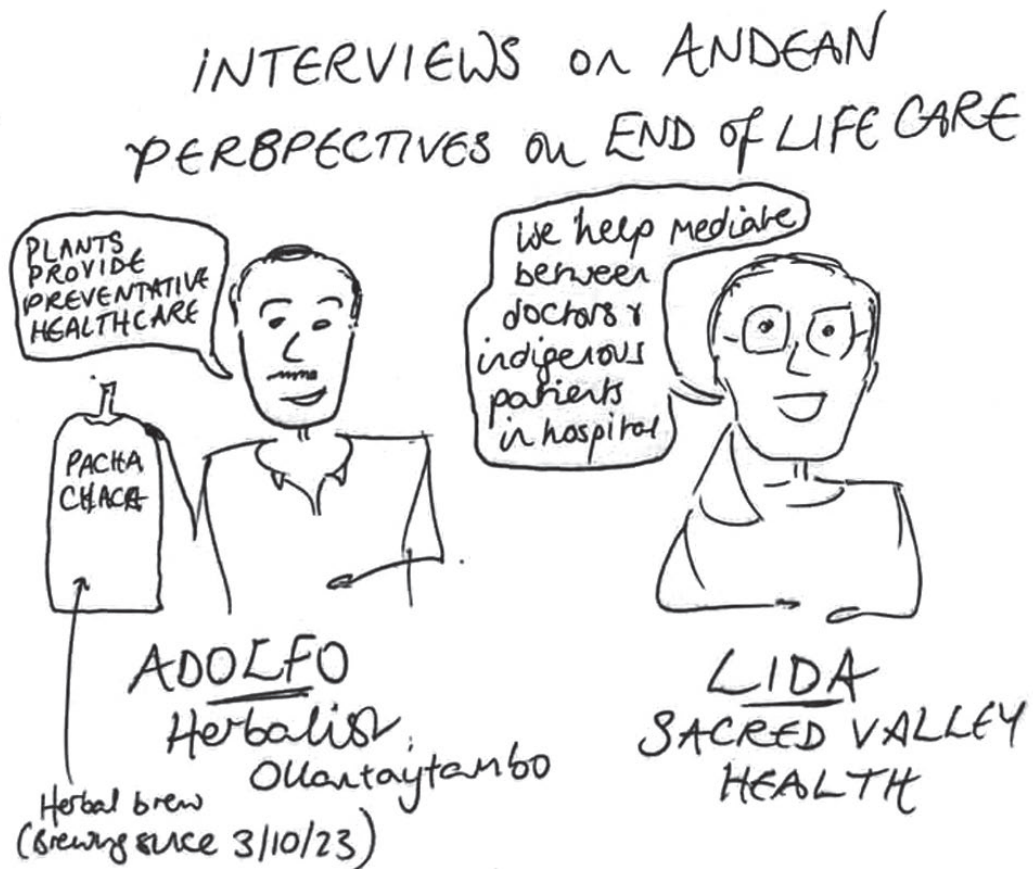 INTERVIEWS on ANDEAN
PERBPECTIVES on END of LIFE CARE
PLANTS
PROVIDE
PREVENTATIVE
HEALTHCARE
We help mediate
between
doctors &
indigenous
patients
in hospital
PACHA
CHACA
ADOLFO
Herbalist,
Ollantaytambo
Herbal brew
(Brewing since 3/10/23)
LIDA
SACRED VALLEY
HEALTH